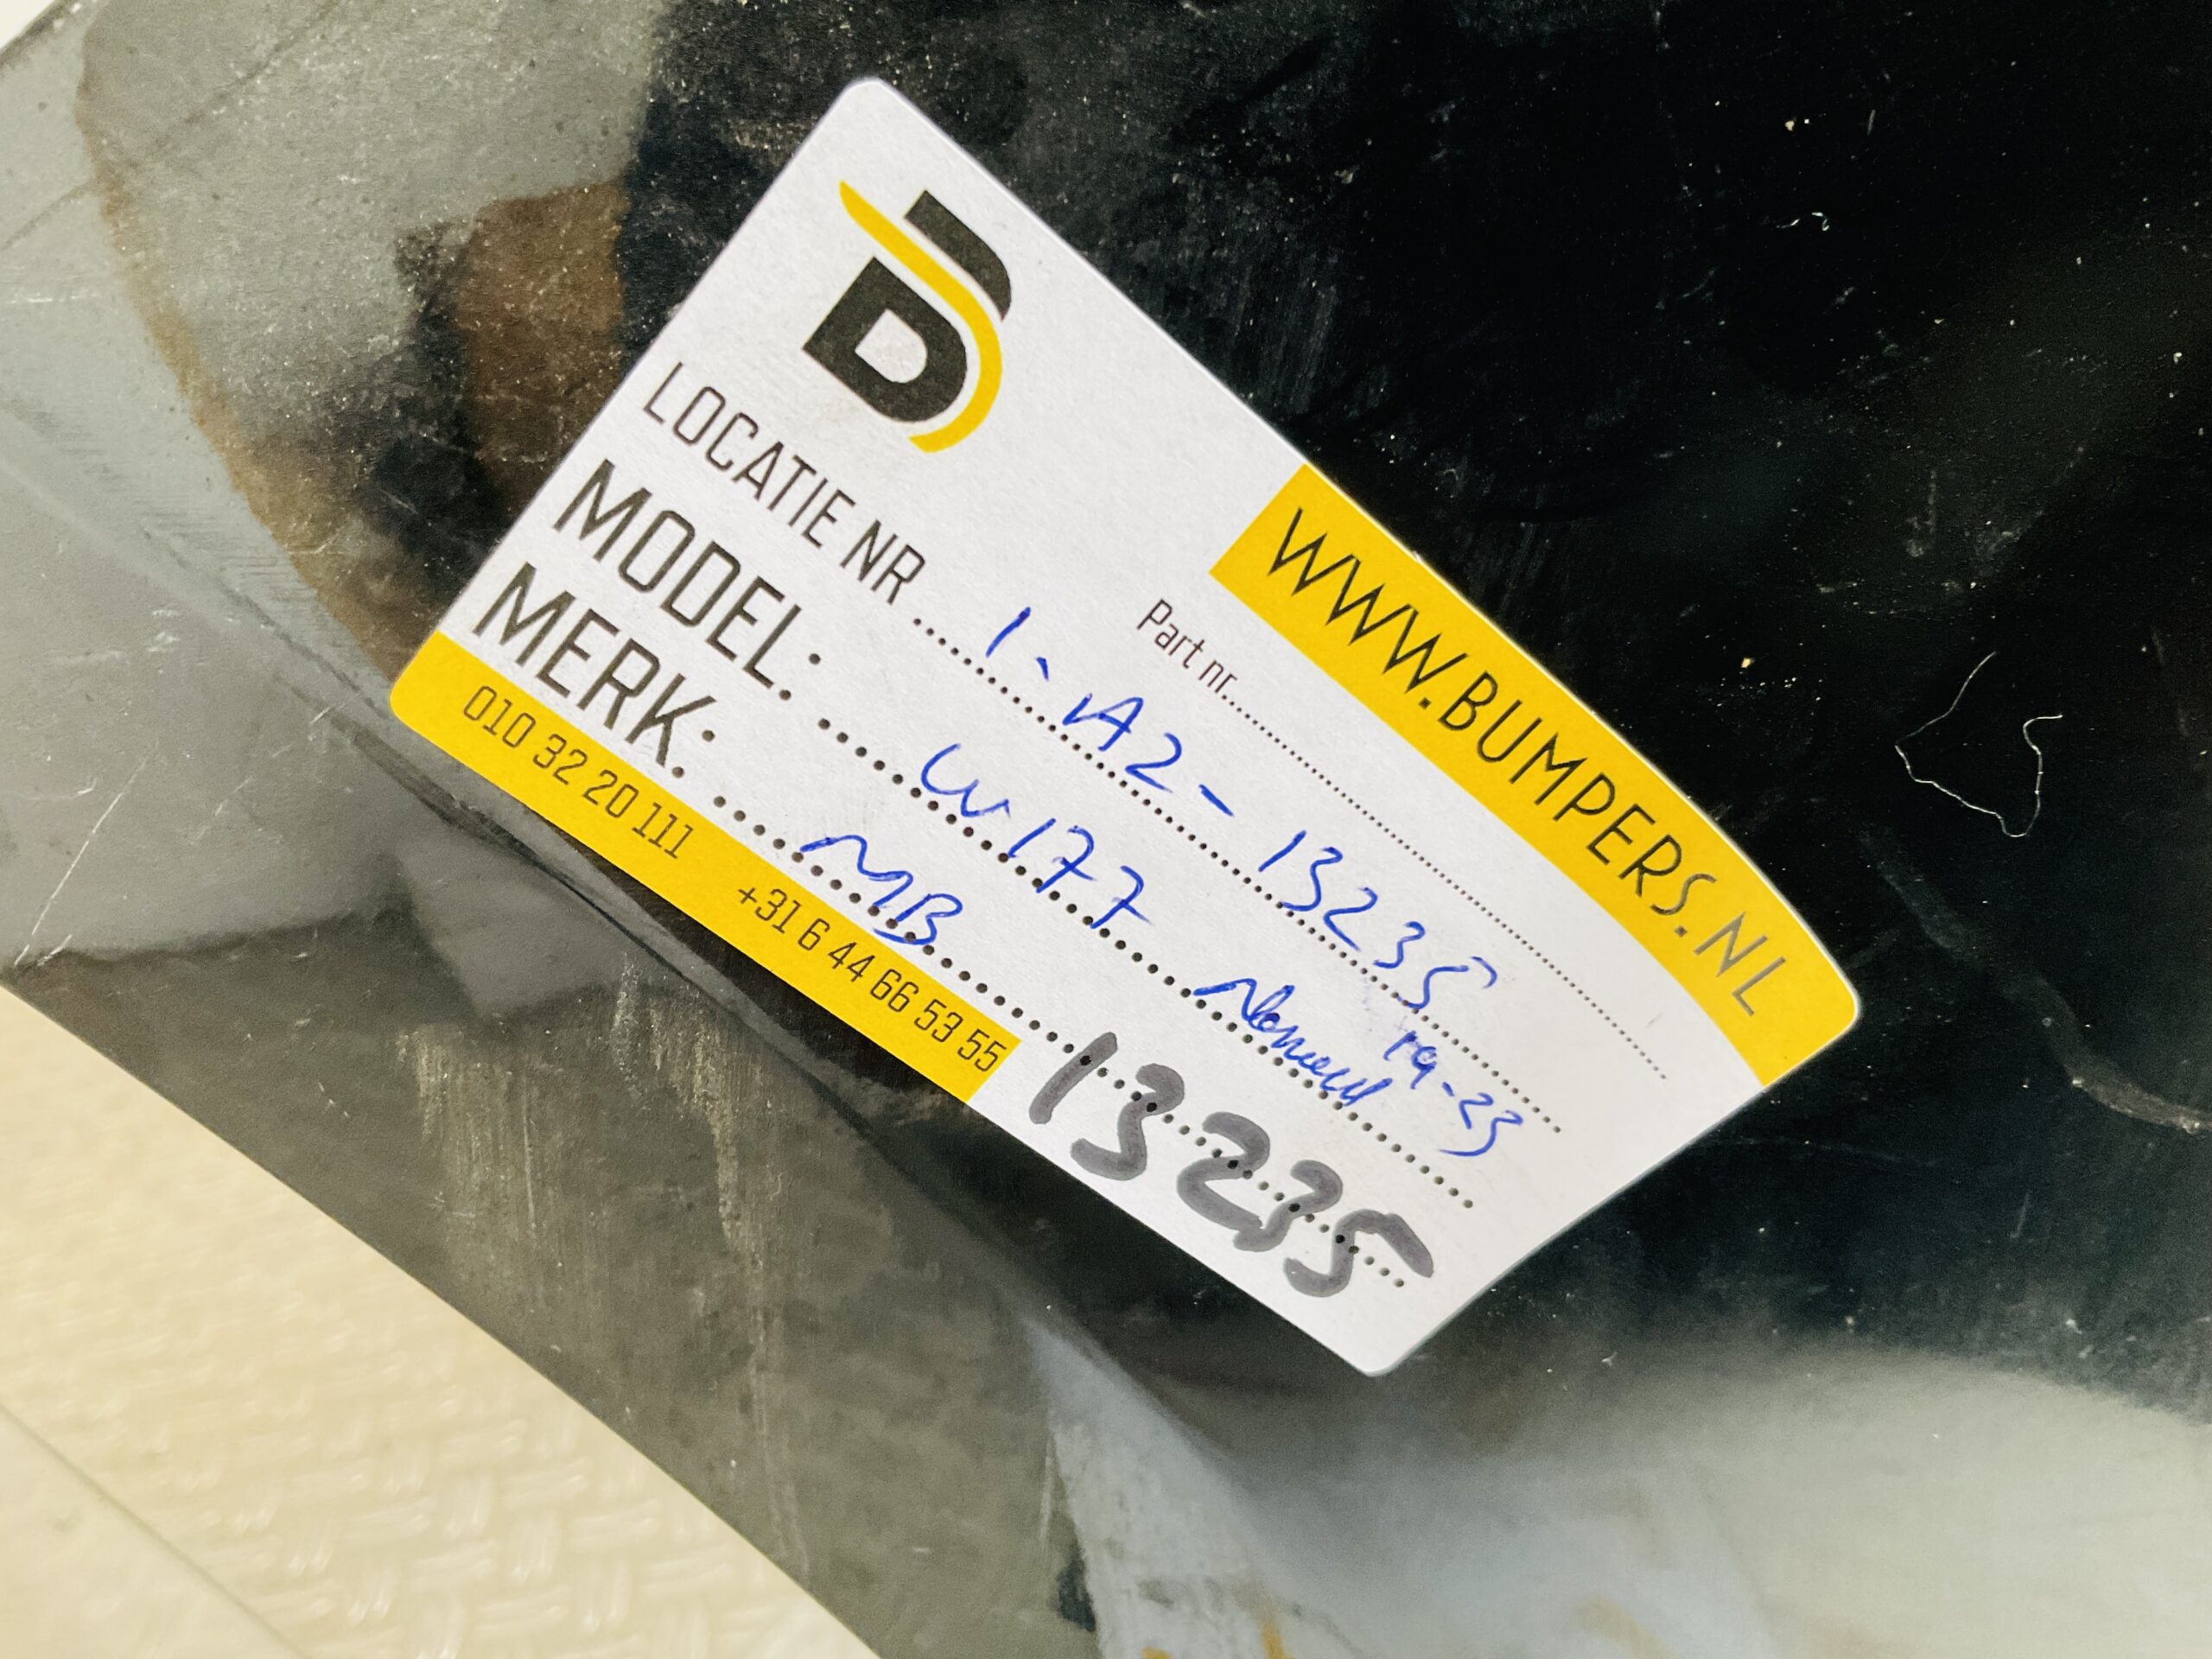 WWW.BUMPERS.NL
Part nr.
LOCATIE NR 1-A2-13235
19-23
MODEL: W177
MERK: MB
13235
010 32 20 111 +31 6 44 66 53 55